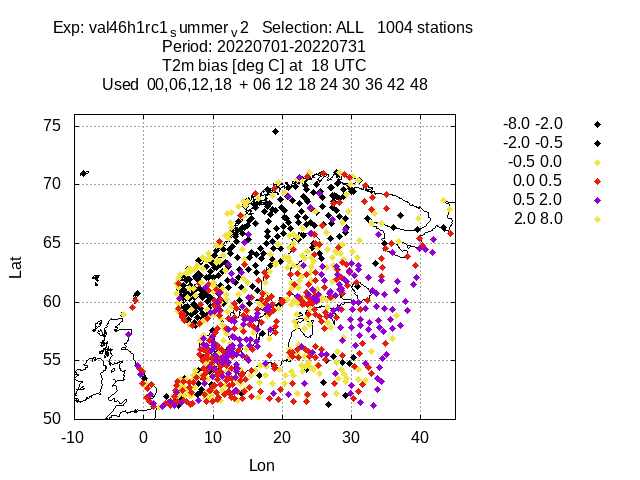 Exp: val46h1rc1summerv2 Selection: ALL 1004 stations
Period: 20220701-20220731
T2m bias [deg C] at 18 UTC
Used 00,06,12,18 + 06 12 18 24 30 36 42 48
-8.0 -2.0
-2.0 -0.5
-0.5 0.0
0.0 0.5
0.5 2.0
2.0 8.0
75
70
65
60
55
50
Lat
-10 0 10 20 30 40
Lon